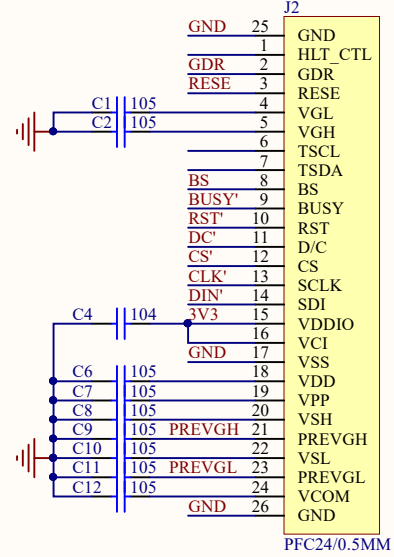 J2
GND 25 GND
1 HLT_CTL
GDR 2 GDR
RESE 3 RESE
C1 105 4 VGL
C2 105 5 VGH
6 TSCL
7 TSDA
BS 8 BS
BUSY' 9 BUSY
RST' 10 RST
DC' 11 D/C
CS' 12 CS
CLK' 13 SCLK
DIN' 14 SDI
C4 104 3V3 15 VDDIO
16 VCI
GND 17 VSS
C6 105 18 VDD
C7 105 19 VPP
C8 105 20 VSH
C9 105 PREVGH 21 PREVGH
C10 105 22 VSL
C11 105 PREVGL 23 PREVGL
C12 105 24 VCOM
GND 26 GND
PFC24/0.5MM